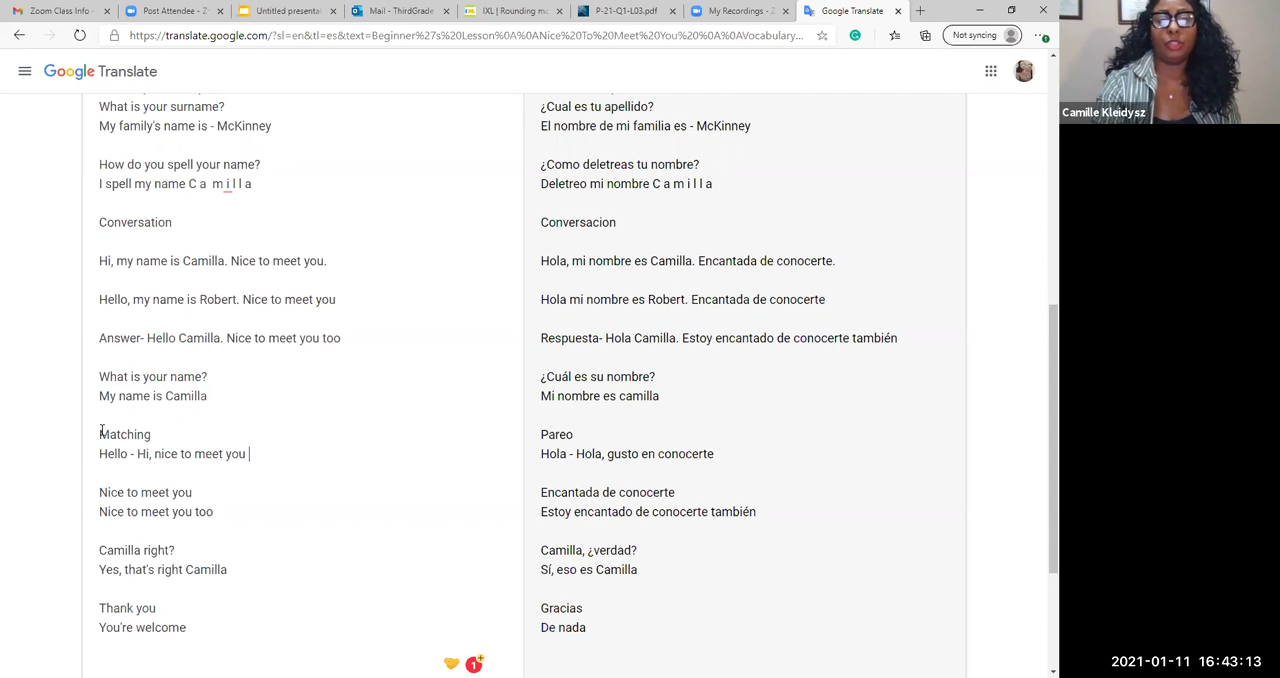 Zoom Class Info -
Post Attendee - Z
Untitled presenta
Mail - ThirdGrade
IXL | Rounding m
P-21-Q1-L03.pdf
My Recordings - Z
Google Translate
https://translate.google.com/?sl=en&tl=es&text=Beginner%27s%20Lesson%0A%0ANice%20To%20Meet%20You%20%0A%0AVocabulary...
Not syncing
Google Translate
What is your surname?
My family's name is - McKinney
How do you spell your name?
I spell my name C a m i l l a
Conversation
Hi, my name is Camilla. Nice to meet you.
Hello, my name is Robert. Nice to meet you
Answer- Hello Camilla. Nice to meet you too
What is your name?
My name is Camilla
Matching
Hello - Hi, nice to meet you
Nice to meet you
Nice to meet you too
Camilla right?
Yes, that's right Camilla
Thank you
You're welcome
¿Cual es tu apellido?
El nombre de mi familia es - McKinney
¿Como deletreas tu nombre?
Deletreo mi nombre C a m i l l a
Conversacion
Hola, mi nombre es Camilla. Encantada de conocerte.
Hola mi nombre es Robert. Encantada de conocerte
Respuesta- Hola Camilla. Estoy encantado de conocerte también
¿Cuál es su nombre?
Mi nombre es camilla
Pareo
Hola - Hola, gusto en conocerte
Encantada de conocerte
Estoy encantado de conocerte también
Camilla, ¿verdad?
Sí, eso es Camilla
Gracias
De nada
1
Camille Kleidysz
2021-01-11 16:43:13